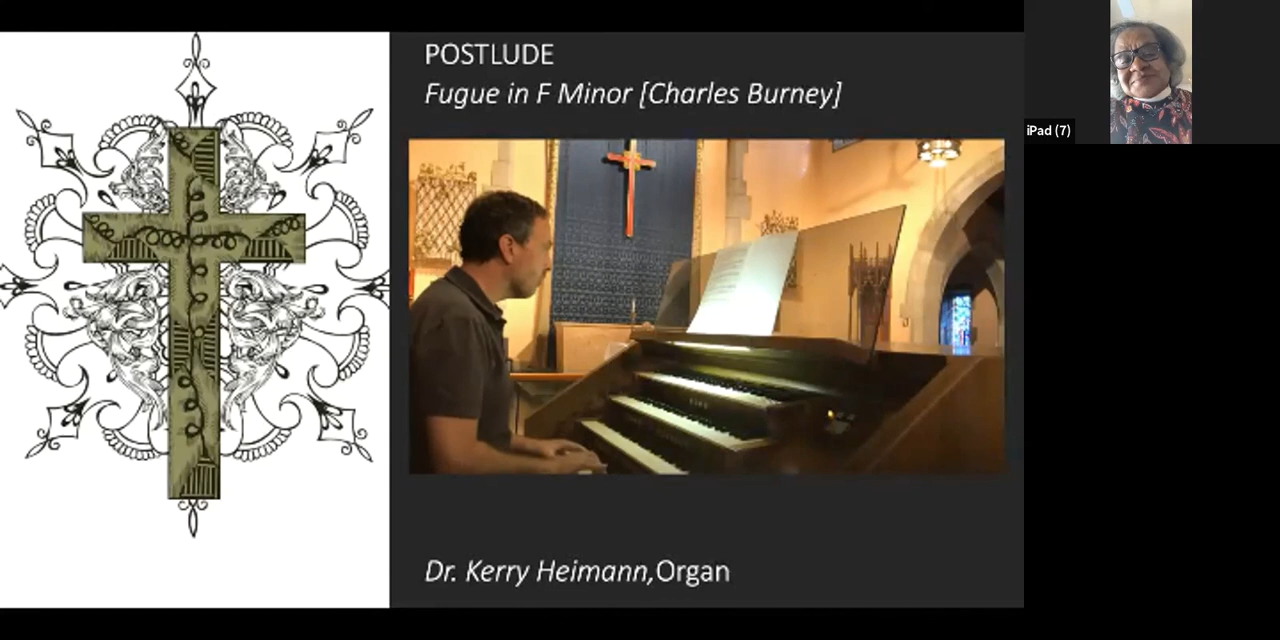 POSTLUDE
Fugue in F Minor [Charles Burney]
iPad (7)
Dr. Kerry Heimann,Organ